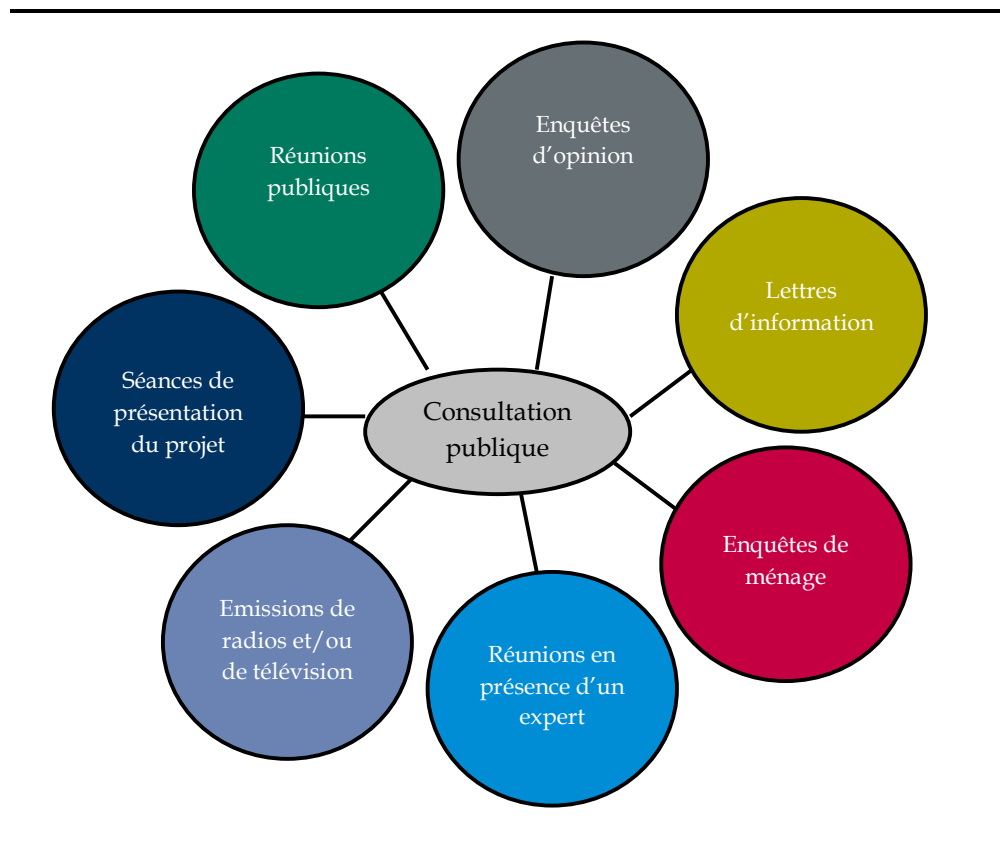 Enquêtes
d’opinion
Réunions
publiques
Lettres
d’information
Séances de
présentation
du projet
Consultation
publique
Enquêtes de
ménage
Emissions de
radios et/ou
de télévision
Réunions en
présence d’un
expert